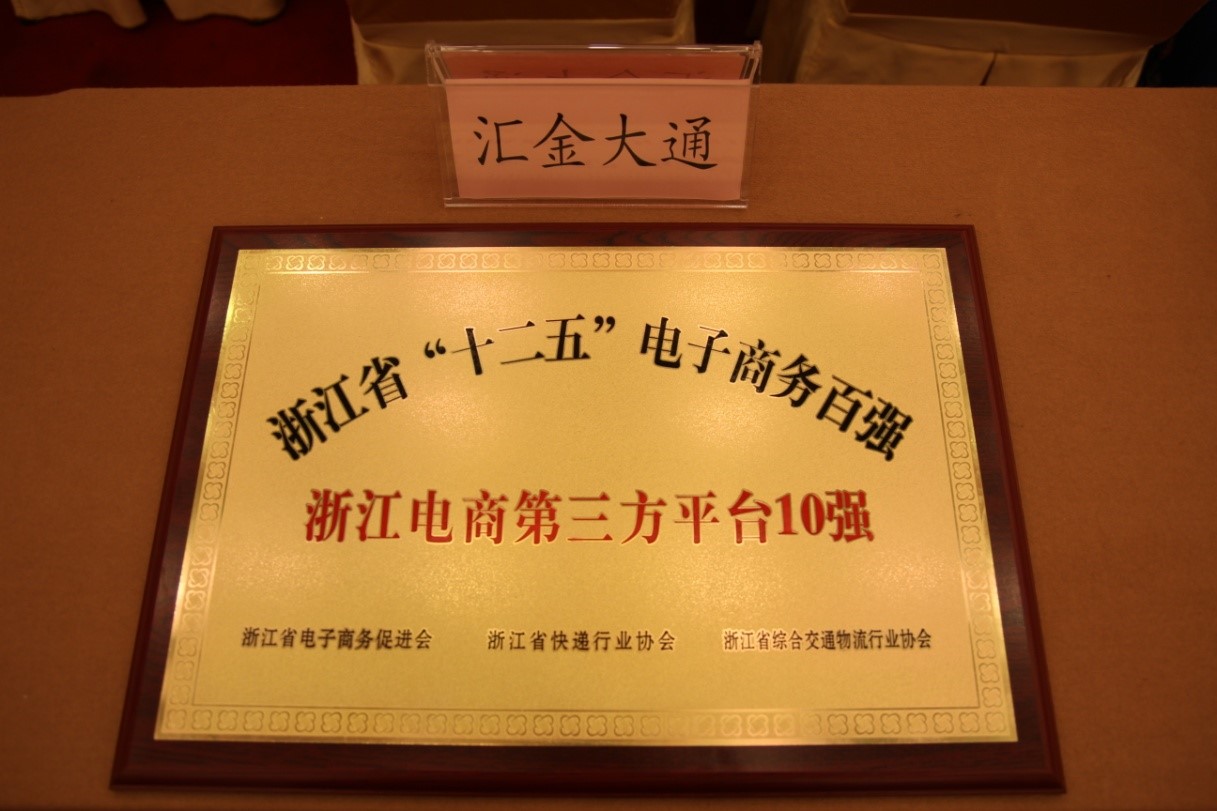 汇金大通
浙江省“十二五”电子商务百强
浙江电商第三方平台10强
浙江省电子商务促进会 浙江省快递行业协会 浙江省综合交通物流行业协会